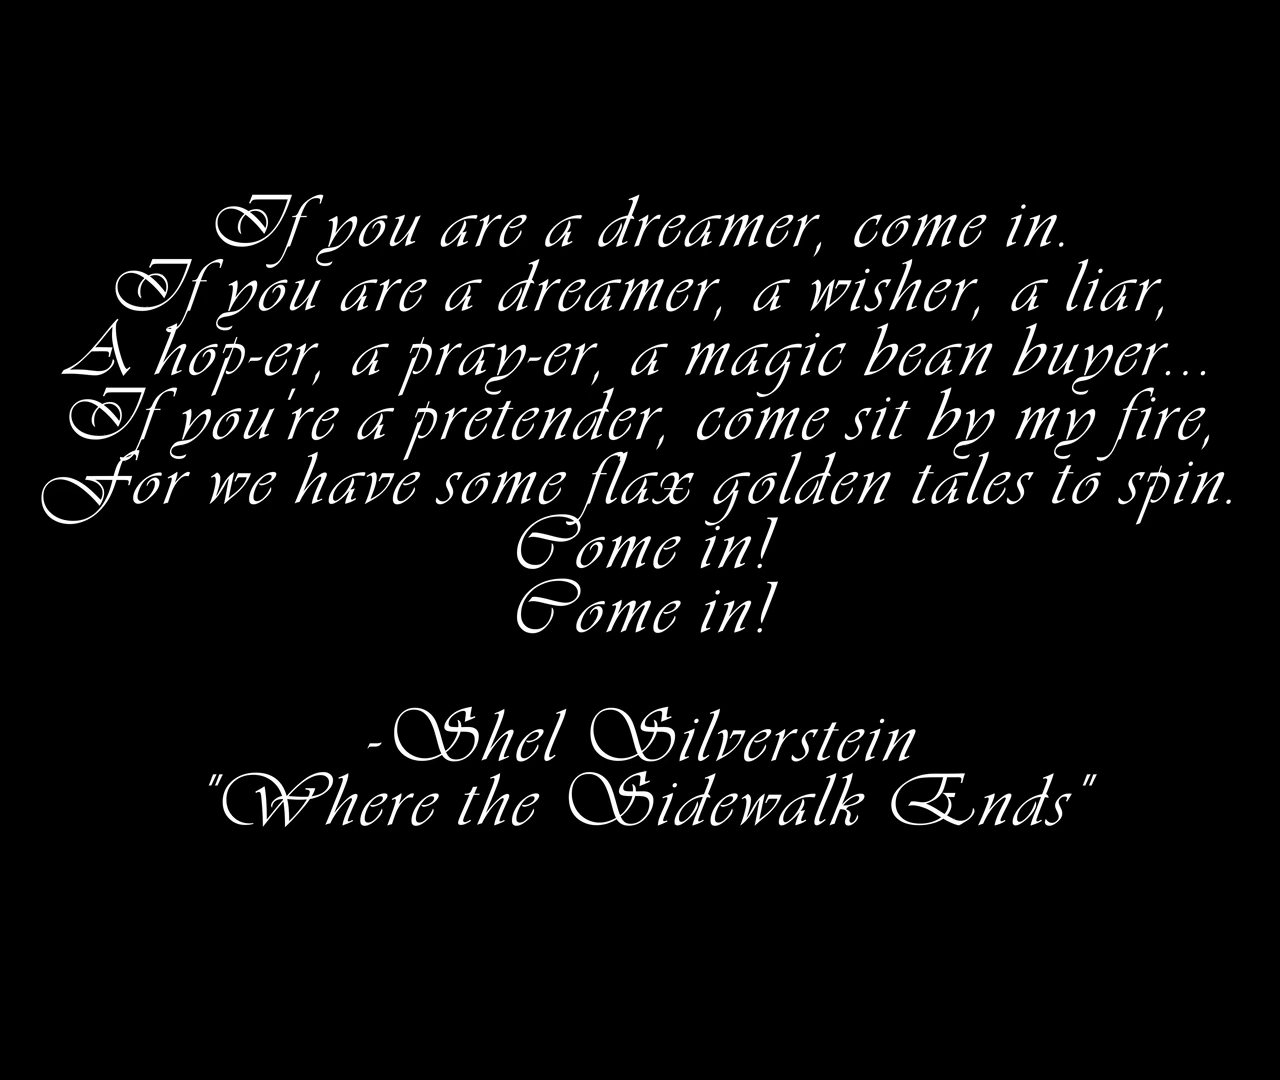 If you are a dreamer, come in.
If you are a dreamer, a wisher, a liar,
A hop-er, a pray-er, a magic bean buyer...
If you're a pretender, come sit by my fire,
For we have some flax golden tales to spin.
Come in!
Come in!
-Shel Silverstein
"Where the Sidewalk Ends"